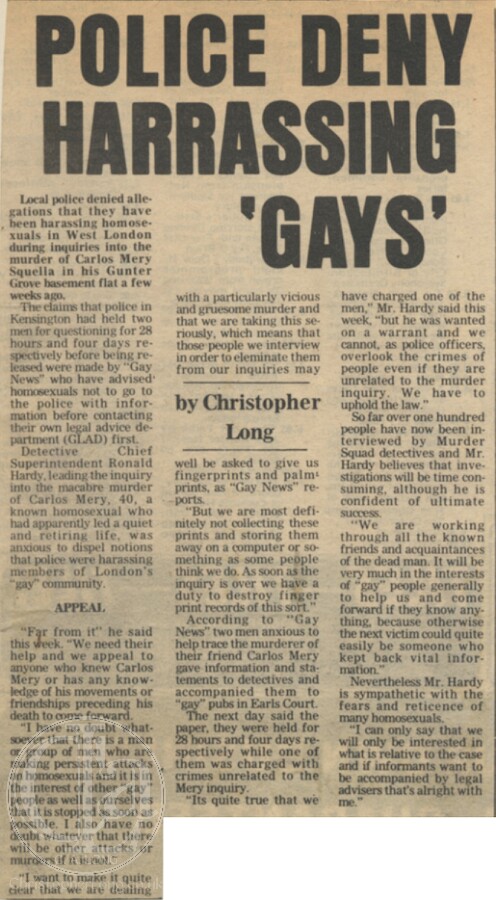 POLICE DENY
HARRASSING
'GAYS'
Local police denied alle-
gations that they have
been harassing homose-
xuals in West London
during inquiries into the
murder of Carlos Mery
Squella in his Gunter
Grove basement flat a few
weeks ago.
The claims that police in
Kensington had held two
men for questioning for 28
hours and four days re-
spectively before being re-
leased were made by "Gay
News" who have advised
homosexuals not to go to
the police with infor-
mation before contacting
their own legal advice de-
partment (GLAD) first.
Detective Chief
Superintendent Ronald
Hardy, leading the inquiry
into the macabre murder
of Carlos Mery, 40, a
known homosexual who
had apparently led a quiet
and retiring life, was
anxious to dispel notions
that police were harassing
members of London's
"gay" community.
APPEAL
"Far from it" he said
this week. "We need their
help and we appeal to
anyone who knew Carlos
Mery or has any know-
ledge of his movements or
friendships preceding his
death to come forward.
"I have no doubt what-
soever that there is a man
or group of men who are
making persistent attacks
on homosexuals and it is in
the interest of other "gay"
people as well as ourselves
that it is stopped as soon as
possible. I also have no
doubt whatever that there
will be other attacks or
murders if it is not."
"I want to make it quite
clear that we are dealing
with a particularly vicious
and gruesome murder and
that we are taking this se-
riously, which means that
those people we interview
in order to eleminate them
from our inquiries may
by Christopher
Long
well be asked to give us
fingerprints and palm
prints, as "Gay News" re-
ports.
"But we are most defi-
nitely not collecting these
prints and storing them
away on a computer or so-
mething as some people
think we do. As soon as the
inquiry is over we have a
duty to destroy finger
print records of this sort."
According to "Gay
News" two men anxious to
help trace the murderer of
their friend Carlos Mery
gave information and sta-
tements to detectives and
accompanied them to
"gay" pubs in Earls Court.
The next day said the
paper, they were held for
28 hours and four days re-
spectively while one of
them was charged with
crimes unrelated to the
Mery inquiry.
"Its quite true that we
have charged one of the
men," Mr. Hardy said this
week, "but he was wanted
on a warrant and we
cannot, as police officers,
overlook the crimes of
people even if they are
unrelated to the murder
inquiry. We have to
uphold the law."
So far over one hundred
people have now been in-
terviewed by Murder
Squad detectives and Mr.
Hardy believes that inve-
stigations will be time con-
suming, although he is
confident of ultimate
success.
"We are working
through all the known
friends and acquaintances
of the dead man. It will be
very much in the interests
of "gay" people generally
to help us and come
forward if they know any-
thing, because otherwise
the next victim could quite
easily be someone who
kept back vital infor-
mation."
Nevertheless Mr. Hardy
is sympathetic with the
fears and reticence of
many homosexuals.
"I can only say that we
will only be interested in
what is relative to the case
and if informants want to
be accompanied by legal
advisers that's alright with
me."